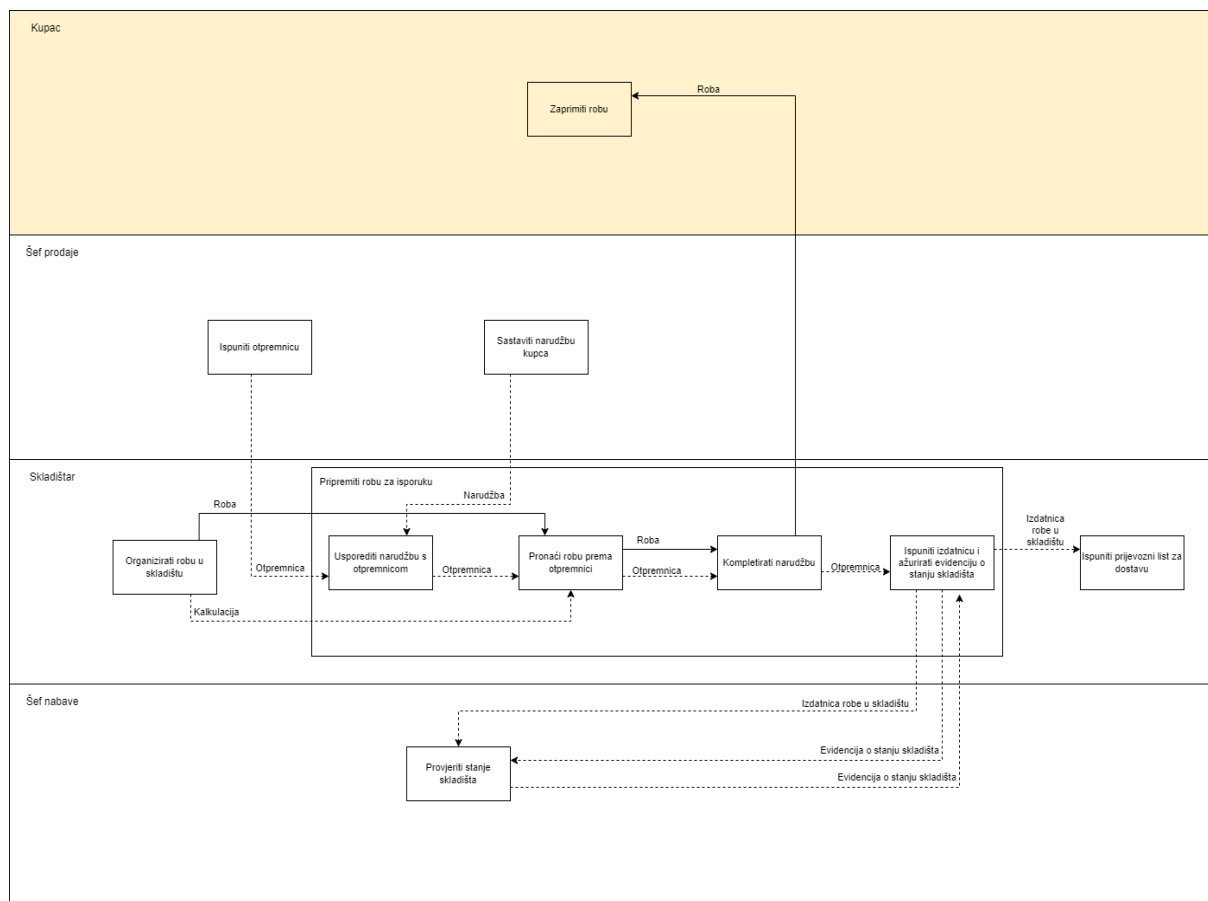 Kupac
Roba
Zaprimiti robu
Šef prodaje
Ispuniti otpremnicu
Sastaviti narudžbu
kupca
Skladištar
Pripremiti robu za isporuku
Narudžba
Roba
Organizirati robu u
skladištu
Otpremnica
Usporediti narudžbu s
otpremnicom
Otpremnica
Pronaći robu prema
otpremnici
Roba
Otpremnica
Kompletirati narudžbu
Otpremnica
Ispuniti izdatnicu i
ažurirati evidenciju o
stanju skladišta
Izdatnica
robe u
skladištu
Ispuniti prijevozni list za
dostavu
Kalkulacija
Šef nabave
Izdatnica robe u skladištu
Provjeriti stanje
skladišta
Evidencija o stanju skladišta
Evidencija o stanju skladišta